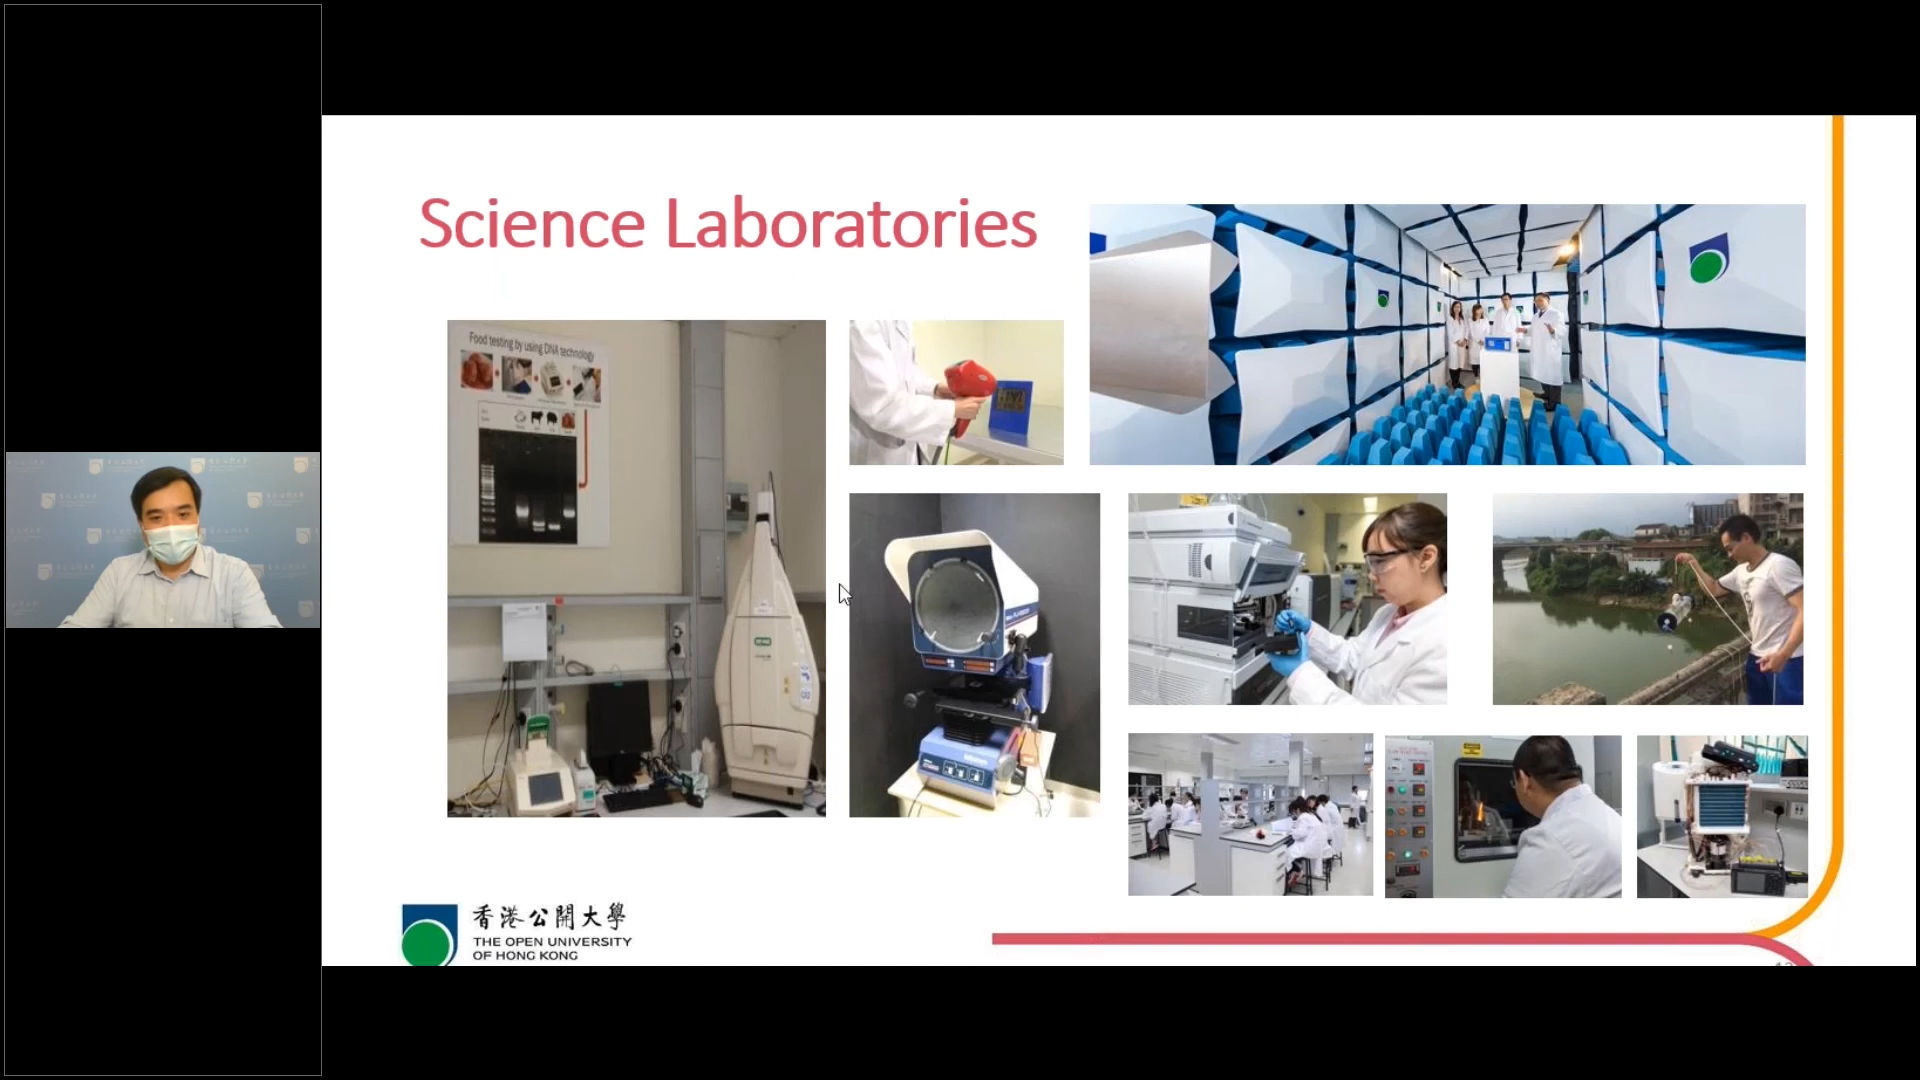 Science Laboratories
Food testing by using DNA technology
香港公開大學
THE OPEN UNIVERSITY
OF HONG KONG